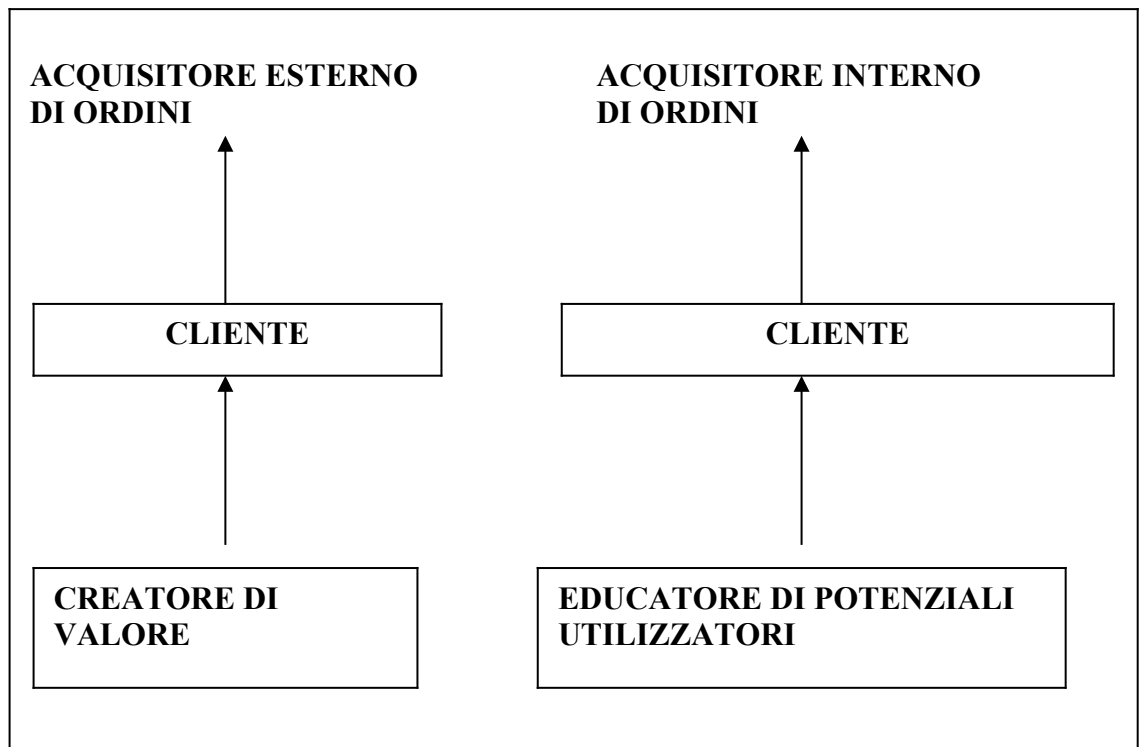 ACQUISITORE ESTERNO
DI ORDINI
ACQUISITORE INTERNO
DI ORDINI
CLIENTE
CLIENTE
CREATORE DI
VALORE
EDUCATORE DI POTENZIALI
UTILIZZATORI